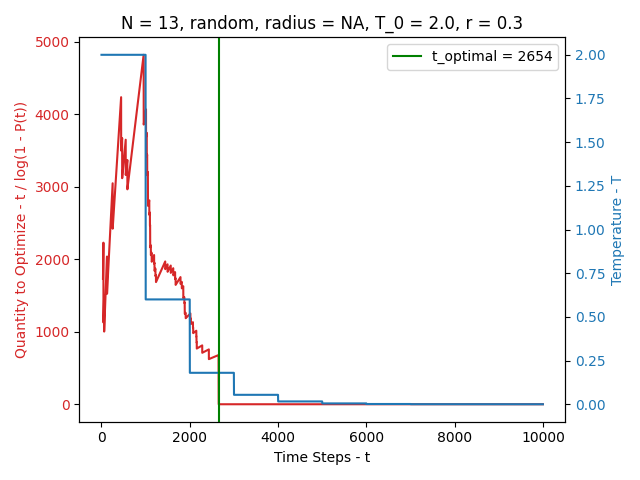 N = 13, random, radius = NA, T_0 = 2.0, r = 0.3
t_optimal = 2654
Quantity to Optimize - t / log(1 - P(t))
5000
4000
3000
2000
1000
0
2.00
1.75
1.50
1.25
1.00
0.75
0.50
0.25
0.00
Temperature - T
0 2000 4000 6000 8000 10000
Time Steps - t